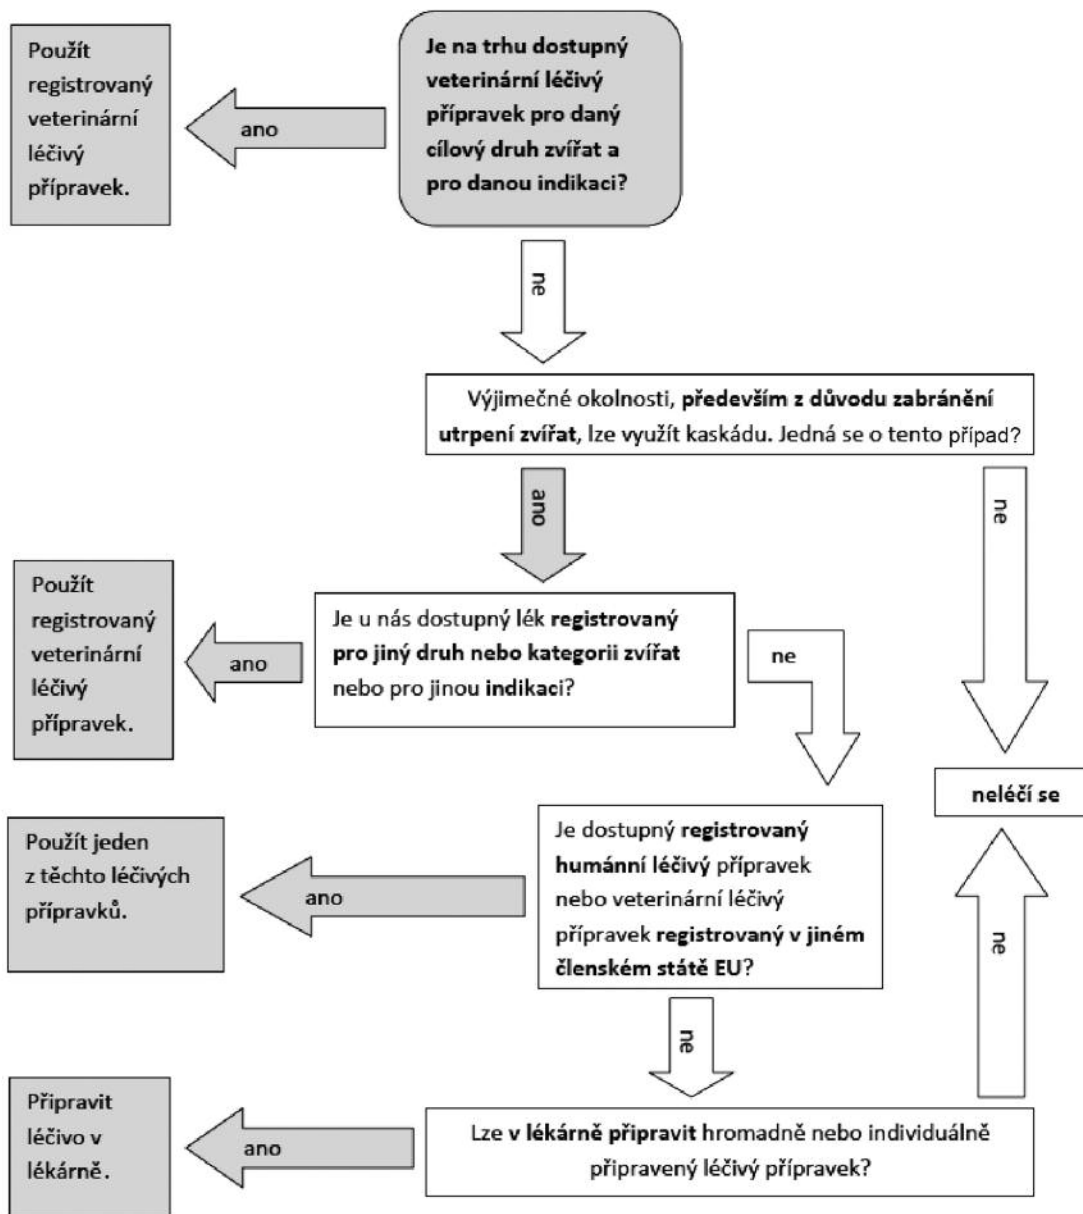 Použít
registrovaný
veterinární
léčivý
přípravek.
ano
Je na trhu dostupný
veterinární léčivý
přípravek pro daný
cílový druh zvířat a
pro danou indikaci?
ne
Výjimečné okolnosti, především z důvodu zabránění
utrpení zvířat, lze využít kaskádu. Jedná se o tento případ?
ano
ne
Použít
registrovaný
veterinární
léčivý
přípravek.
ano
Je u nás dostupný lék registrovaný
pro jiný druh nebo kategorii zvířat
nebo pro jinou indikaci?
ne
neléčí se
Použít jeden
z těchto léčivých
přípravků.
ano
Je dostupný registrovaný
humánní léčivý přípravek
nebo veterinární léčivý
přípravek registrovaný v jiném
členském státě EU?
ne
ne
Připravit
léčivo v
lékárně.
ano
Lze v lékárně připravit hromadně nebo individuálně
připravený léčivý přípravek?